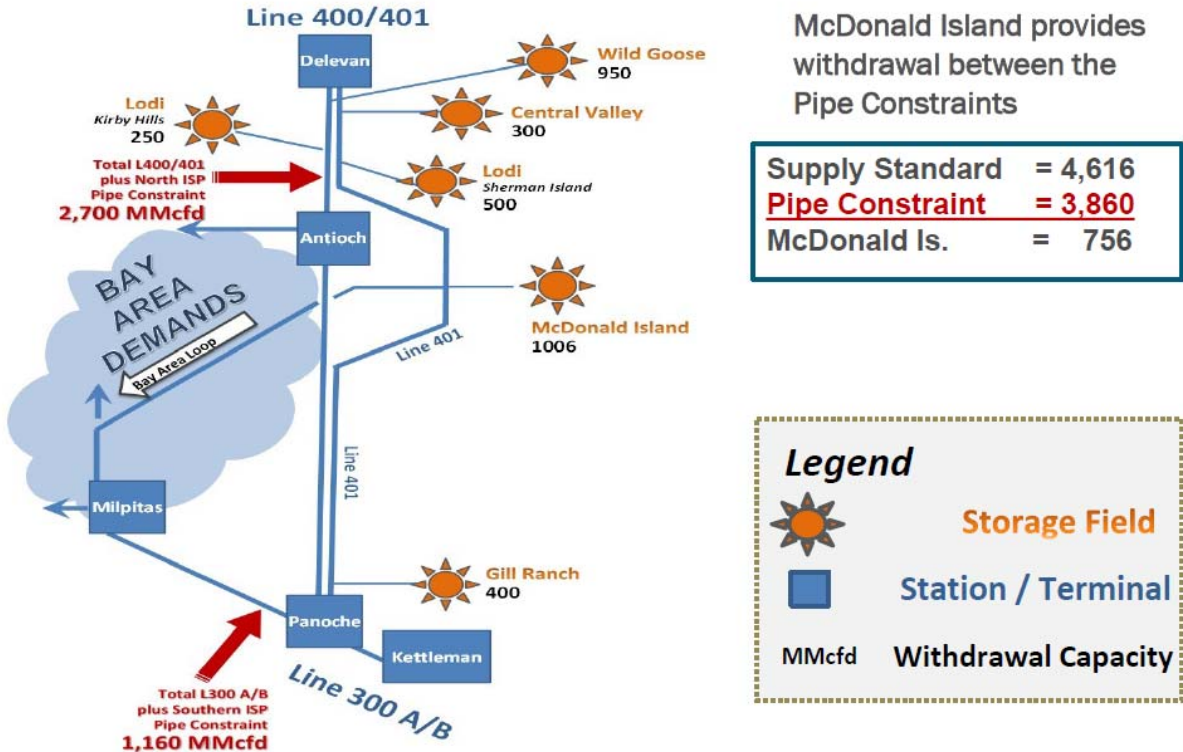 Line 400/401
Delevan
Wild Goose
950
Central Valley
300
Lodi
Kirby Hills
250
Lodi
Sherman Island
500
Total L400/401
plus North ISP
Pipe Constraint
2,700 MMcfd
Antioch
BAY
AREA
DEMANDS
Bay Area Loop
McDonald Island
1006
Line 401
Line 401
Milpitas
Gill Ranch
400
Panoche
Kettleman
Line 300 A/B
Total L300 A/B
plus Southern ISP
Pipe Constraint
1,160 MMcfd
McDonald Island provides
withdrawal between the
Pipe Constraints
Supply Standard = 4,616
Pipe Constraint = 3,860
McDonald Is. = 756
Legend
Storage Field
Station / Terminal
MMcfd Withdrawal Capacity